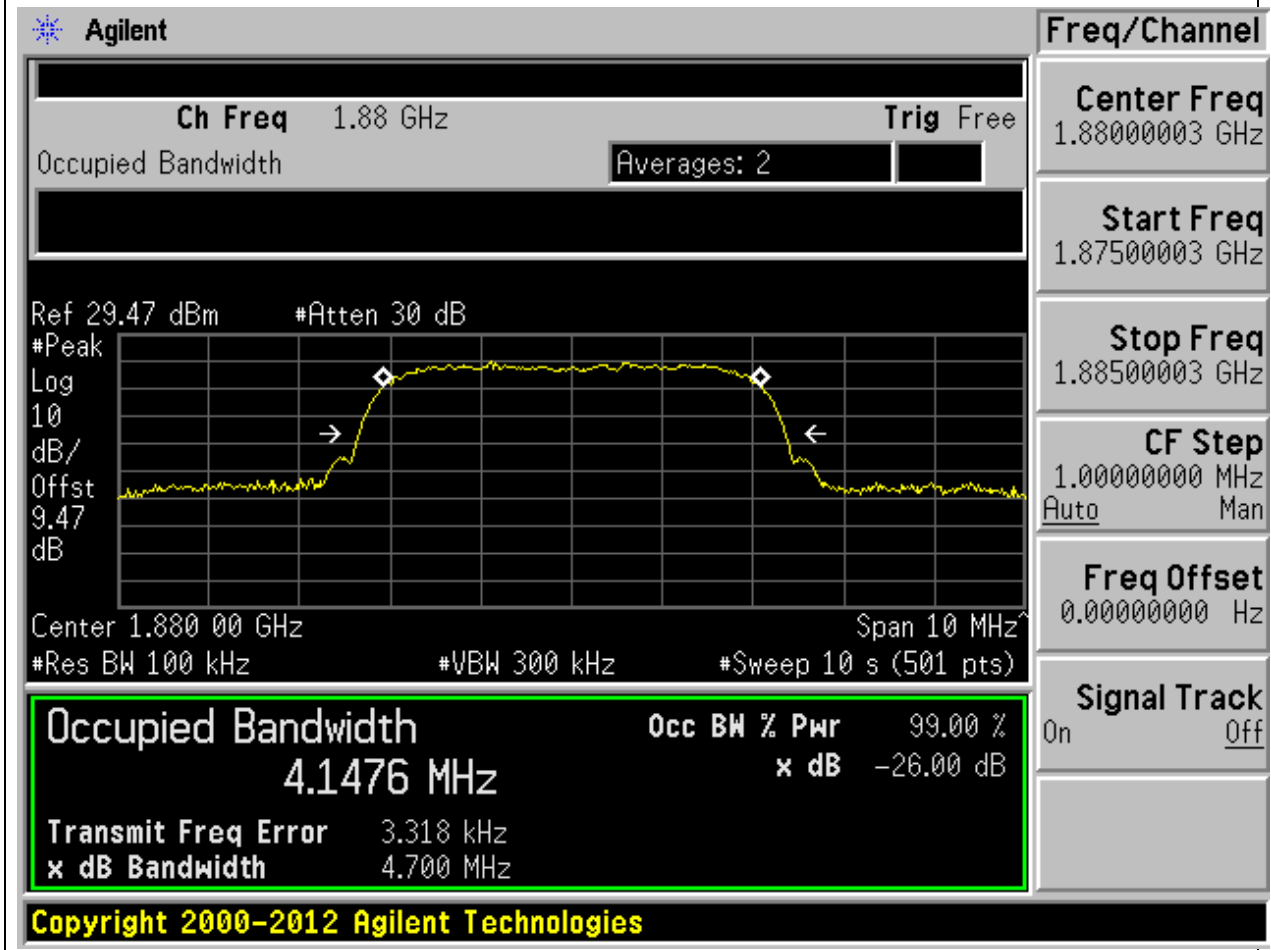 Agilent
Freq/Channel
Ch Freq 1.88 GHz Trig Free
Occupied Bandwidth Averages: 2
Ref 29.47 dBm #Atten 30 dB
#Peak
Log
10
dB/
Offst
9.47
dB
Center 1.880 00 GHz Span 10 MHz^
#Res BW 100 kHz #VBW 300 kHz #Sweep 10 s (501 pts)
Occupied Bandwidth
4.1476 MHz
Occ BW % Pwr 99.00 %
x dB -26.00 dB
Transmit Freq Error 3.318 kHz
x dB Bandwidth 4.700 MHz
Center Freq
1.88000003 GHz
Start Freq
1.87500003 GHz
Stop Freq
1.88500003 GHz
CF Step
1.00000000 MHz
Auto Man
Freq Offset
0.00000000 Hz
Signal Track
On Off
Copyright 2000-2012 Agilent Technologies